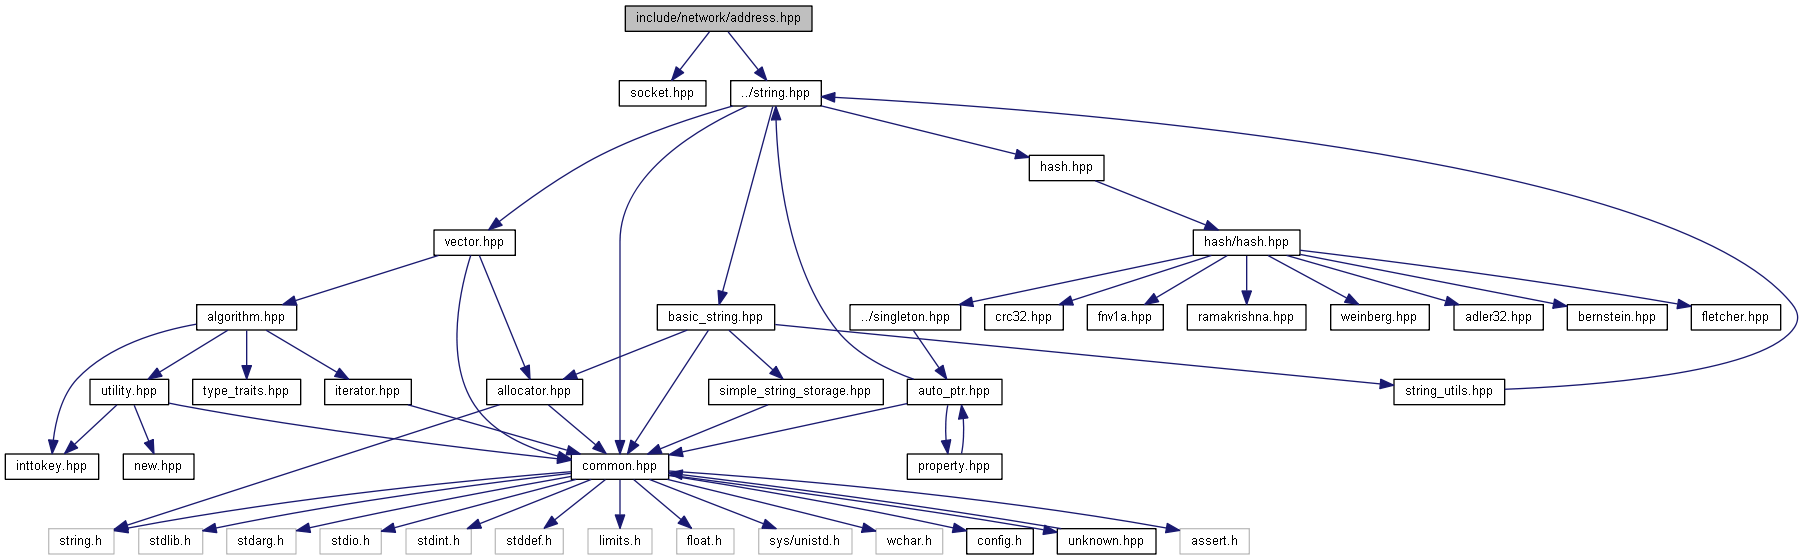 include/network/address.hpp
socket.hpp
../string.hpp
hash.hpp
vector.hpp
hash/hash.hpp
algorithm.hpp
basic_string.hpp
../singleton.hpp
crc32.hpp
fnv1a.hpp
ramakrishna.hpp
weinberg.hpp
adler32.hpp
bernstein.hpp
fletcher.hpp
utility.hpp
type_traits.hpp
iterator.hpp
allocator.hpp
simple_string_storage.hpp
auto_ptr.hpp
string_utils.hpp
inttokey.hpp
new.hpp
common.hpp
property.hpp
string.h
stdlib.h
stdarg.h
stdio.h
stdint.h
stddef.h
limits.h
float.h
sys/unistd.h
wchar.h
config.h
unknown.hpp
assert.h